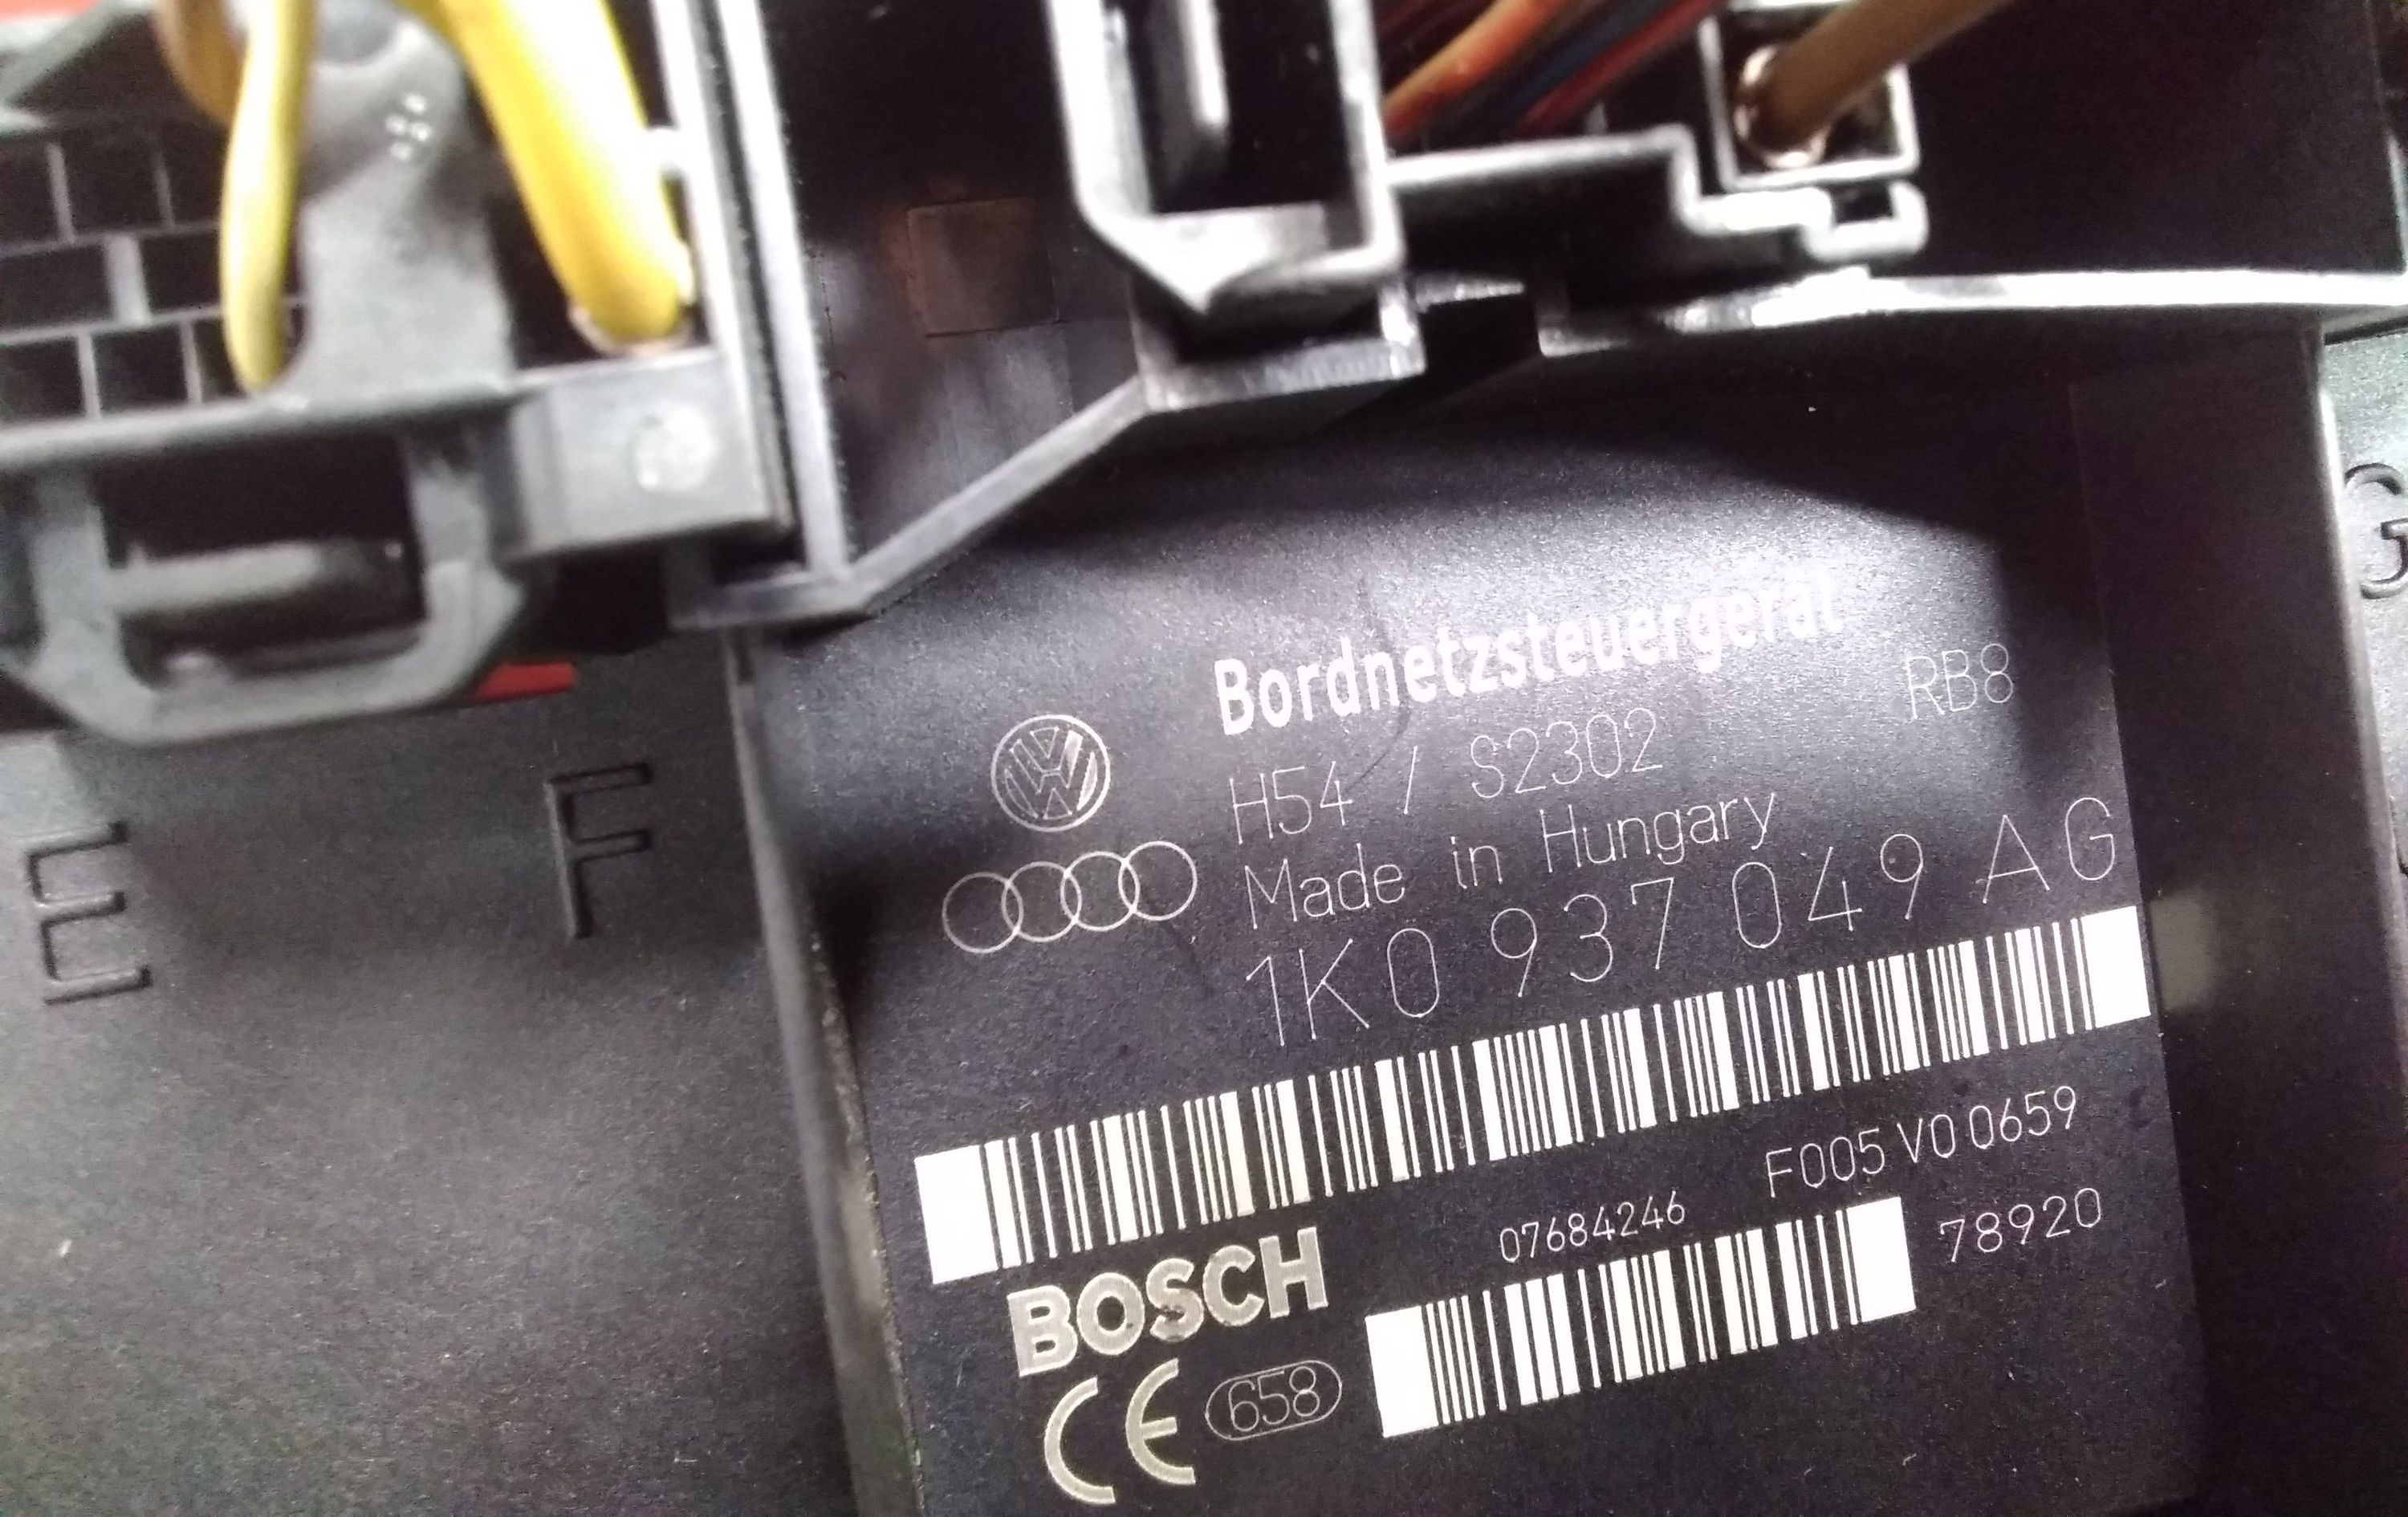 Bordnetzsteuergerät
H54 / S2302
RB8
Made in Hungary
1K0 937 049 AG
F005 V0 0659
07684246
78920
BOSCH
CE
658
E
F
G